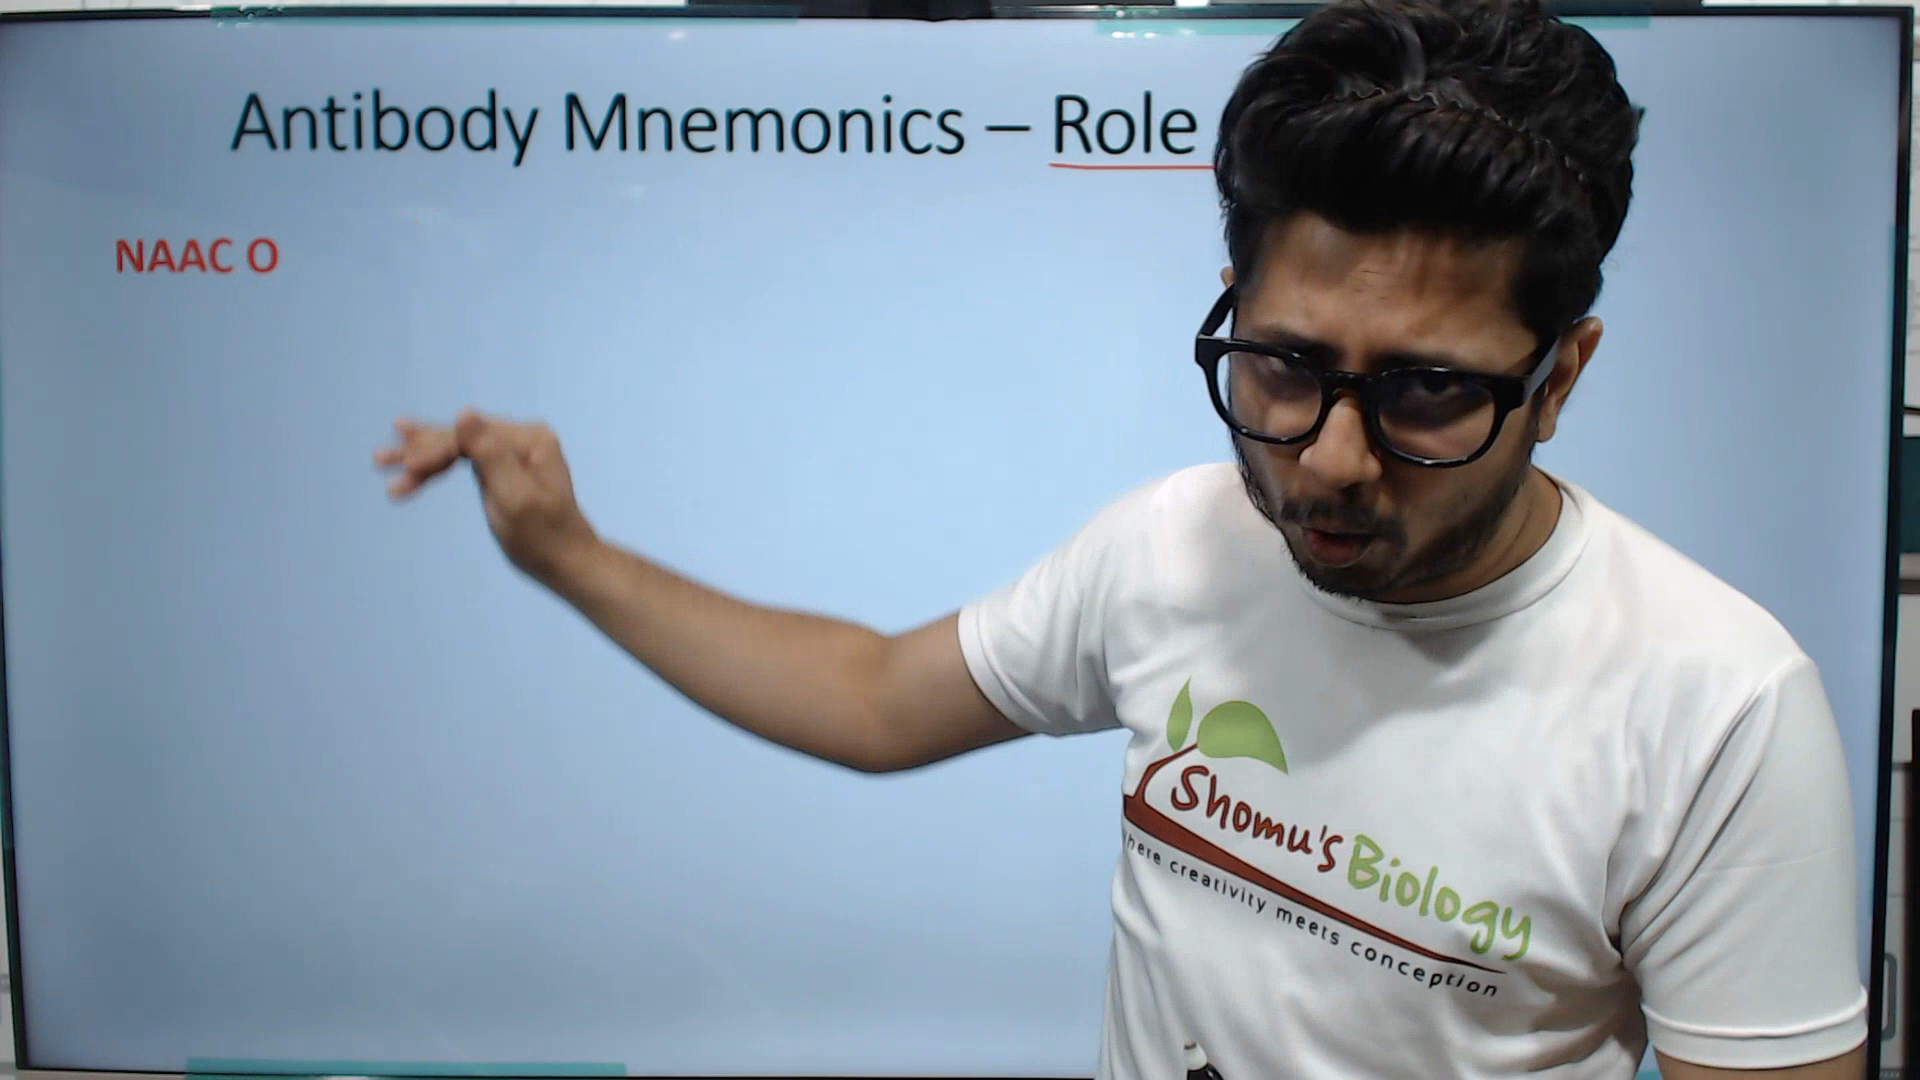 Antibody Mnemonics – Role
NAAC O
Shomu's Biology
here creativity meets conception